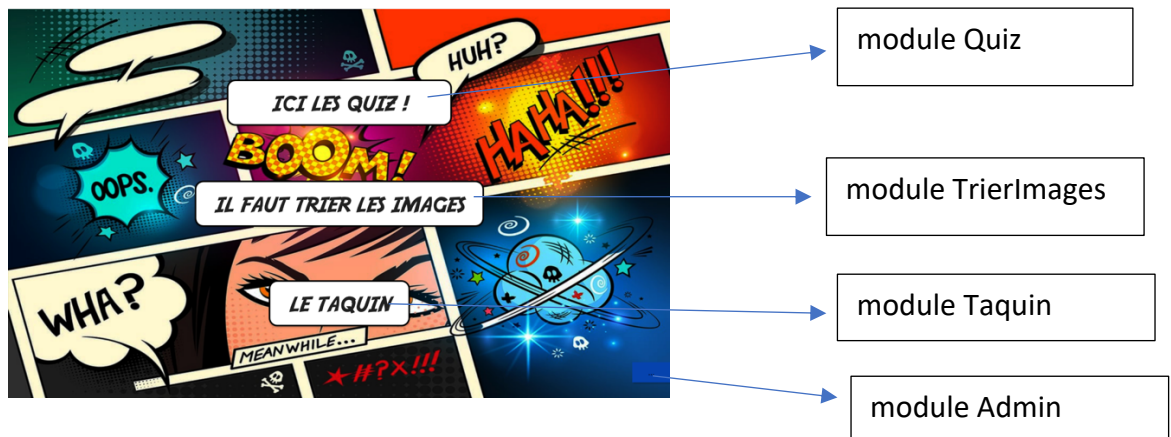 HUH?
ICI LES QUIZ !
HAHA!!!
BOOM!
OOPS.
IL FAUT TRIER LES IMAGES
WHA?
LE TAQUIN
MEANWHILE...
#?X!!!
module Quiz
module TrierImages
module Taquin
module Admin